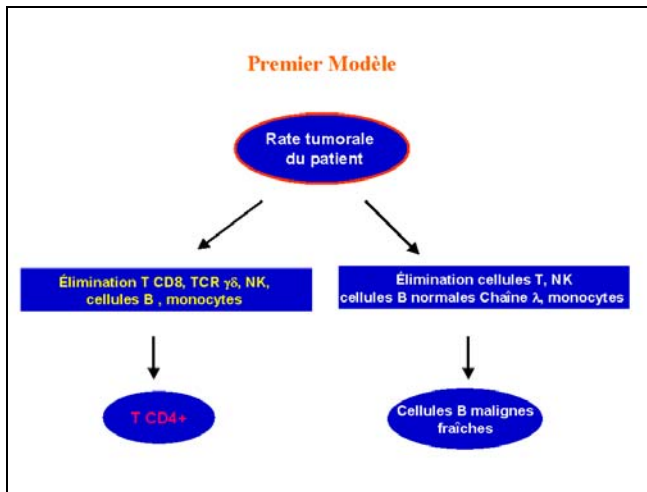 Premier Modèle
Rate tumorale
du patient
Élimination T CD8, TCR γδ, NK,
cellules B , monocytes
Élimination cellules T, NK
cellules B normales Chaîne λ, monocytes
T CD4+
Cellules B malignes
fraîches